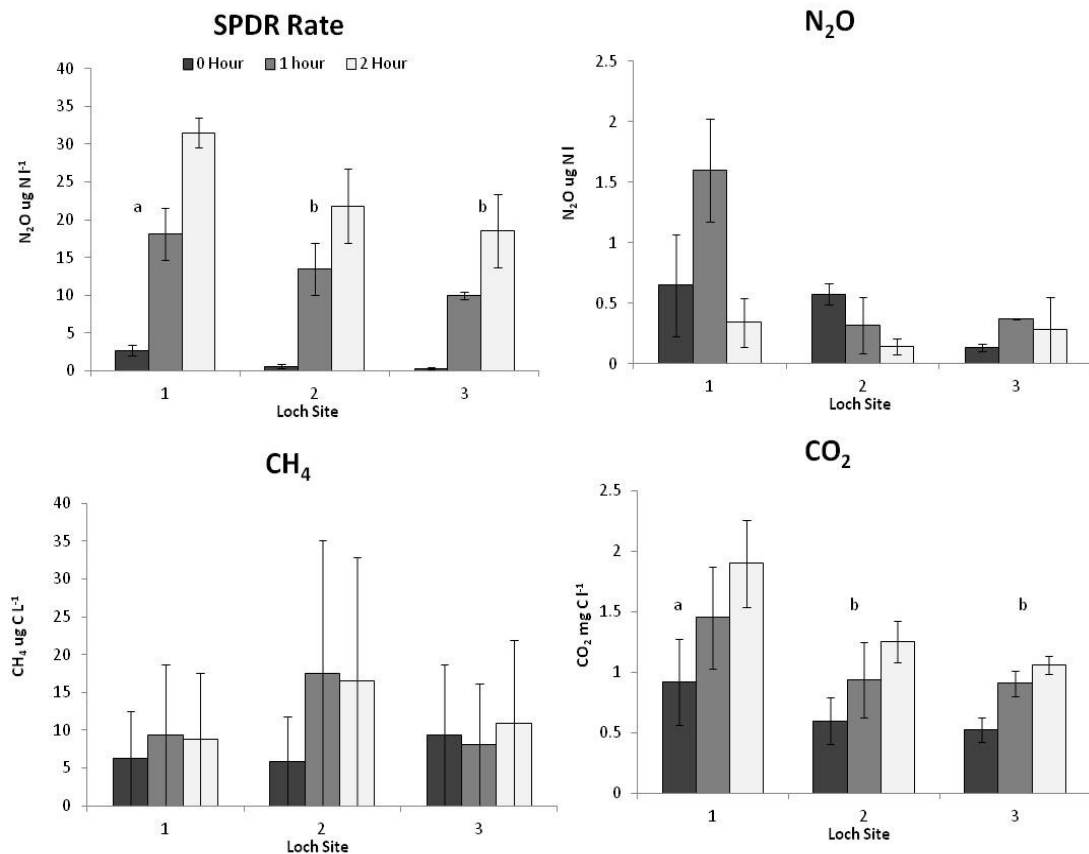 SPDR Rate
0 Hour 1 hour 2 Hour
40
35
30
25
20
15
10
5
0
N₂O ug N l⁻¹
a
b
b
1 2 3
Loch Site
N₂O
2.5
2
1.5
1
0.5
0
N₂O ug N l
1 2 3
Loch Site
CH₄
40
35
30
25
20
15
10
5
0
CH₄ ug C L⁻¹
1 2 3
Loch Site
CO₂
2.5
2
1.5
1
0.5
0
CO₂ mg C l⁻¹
a
b
b
1 2 3
Loch Site